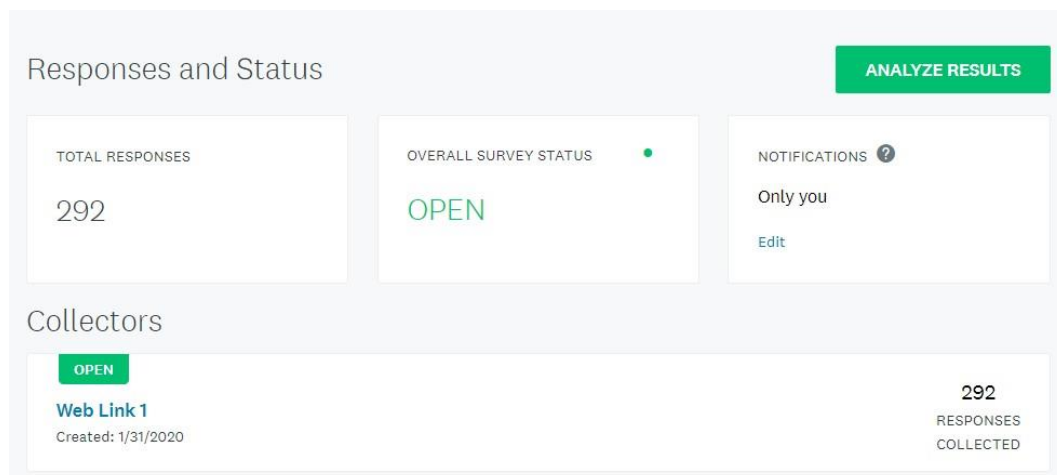 Responses and Status
ANALYZE RESULTS
TOTAL RESPONSES
292
OVERALL SURVEY STATUS
OPEN
NOTIFICATIONS ?
Only you
Edit
Collectors
OPEN
Web Link 1
Created: 1/31/2020
292
RESPONSES
COLLECTED